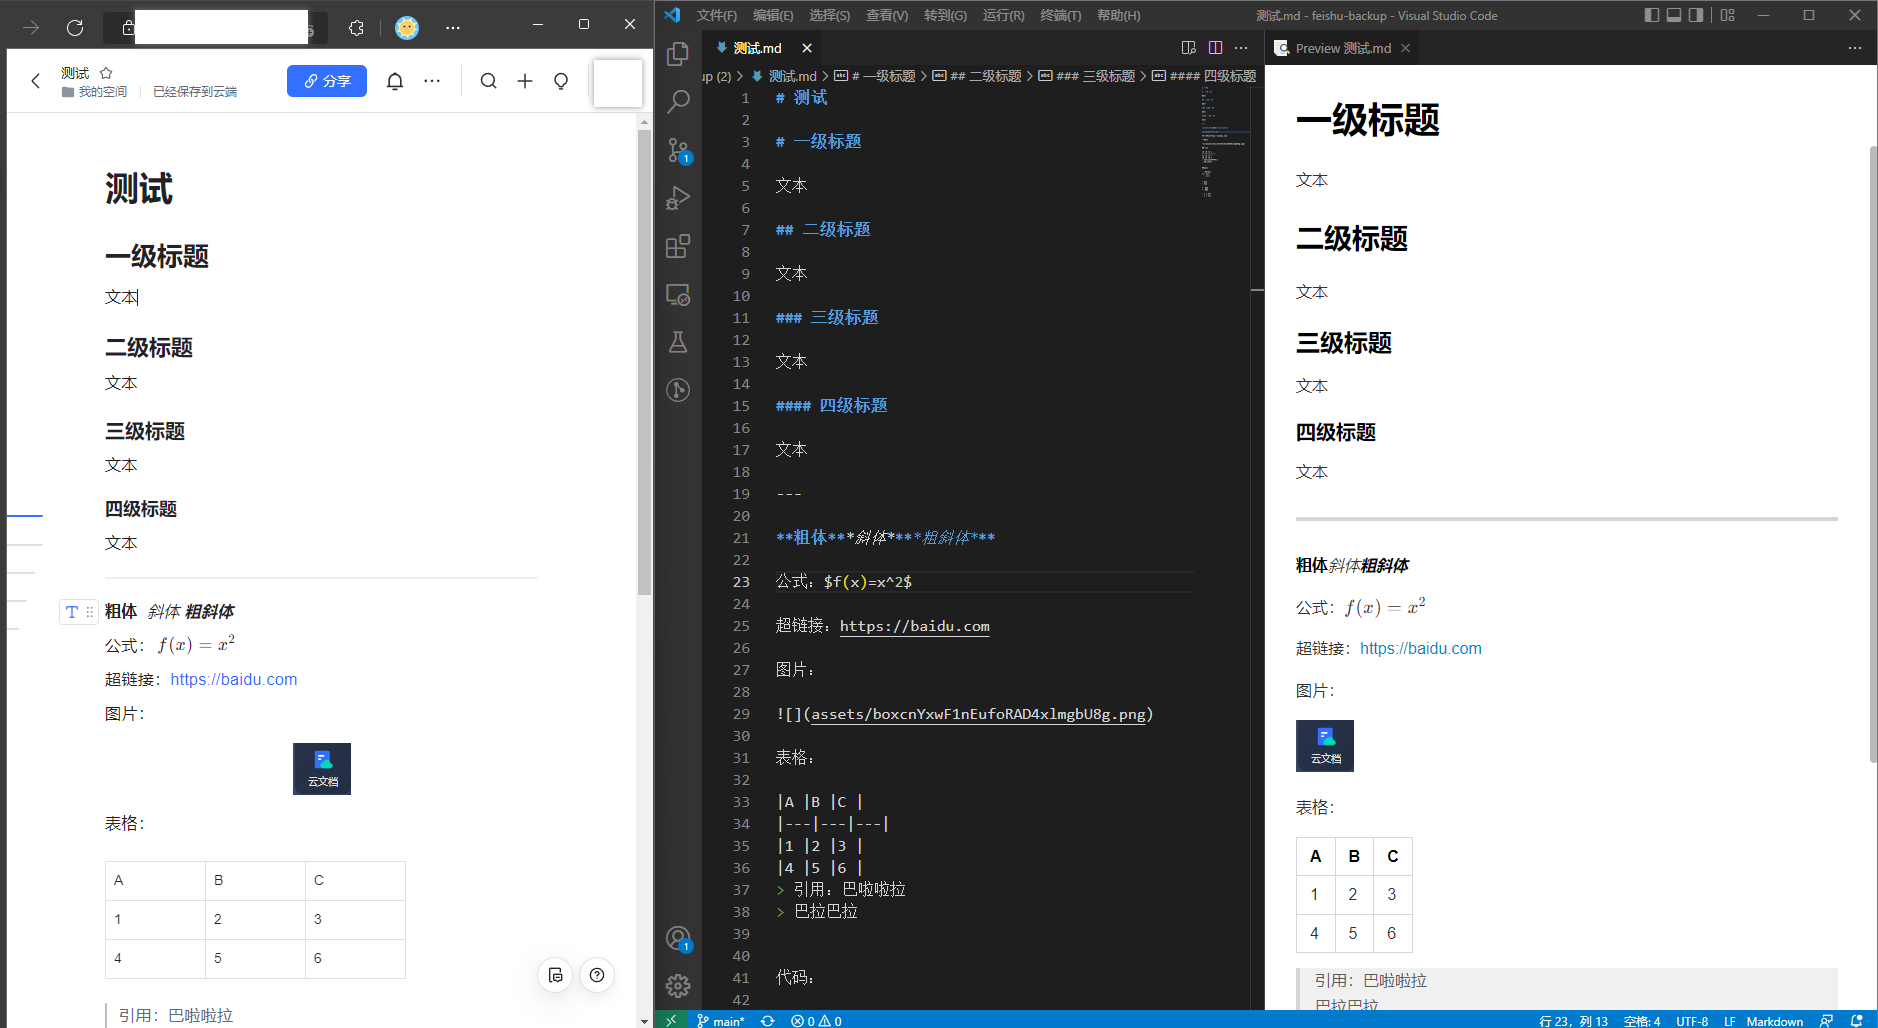 测试
我的空间
已经保存到云端
分享
测试
一级标题
文本
二级标题
文本
三级标题
文本
四级标题
文本
T
粗体 斜体 粗斜体
公式：f(x) = x²
超链接：https://baidu.com
图片：
云文档
表格：
A B C
1 2 3
4 5 6
引用：巴啦啦拉
文件(F) 编辑(E) 选择(S) 查看(V) 转到(G) 运行(R) 终端(T) 帮助(H)
测试.md - feishu-backup - Visual Studio Code
测试.md
up (2) > 测试.md > # 一级标题 > ## 二级标题 > ### 三级标题 > #### 四级标题
1 # 测试
2
3 # 一级标题
4
5 文本
6
7 ## 二级标题
8
9 文本
10
11 ### 三级标题
12
13 文本
14
15 #### 四级标题
16
17 文本
18
19 ---
20
21 **粗体***斜体****粗斜体***
22
23 公式：$f(x)=x^2$
24
25 超链接：https://baidu.com
26
27 图片：
28
29 ![](assets/boxcnYxwF1nEufoRAD4xlmgbU8g.png)
30
31 表格：
32
33 |A |B |C |
34 |---|---|---|
35 |1 |2 |3 |
36 |4 |5 |6 |
37 > 引用：巴啦啦拉
38 > 巴拉巴拉
39
40
41 代码：
42
1
1
Preview 测试.md
一级标题
文本
二级标题
文本
三级标题
文本
四级标题
文本
粗体斜体粗斜体
公式：f(x) = x²
超链接：https://baidu.com
图片：
云文档
表格：
A B C
1 2 3
4 5 6
引用：巴啦啦拉
巴拉巴拉
main* 0 0
行 23，列 13 空格: 4 UTF-8 LF Markdown